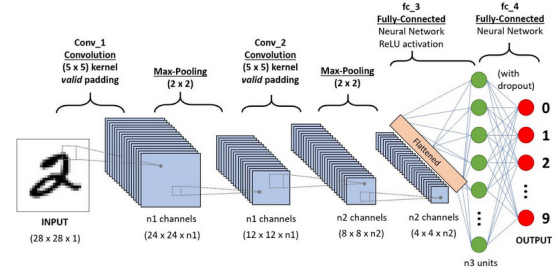 fc_3
Fully-Connected
Neural Network
ReLU activation
fc_4
Fully-Connected
Neural Network
Conv_1
Convolution
(5 x 5) kernel
valid padding
Max-Pooling
(2 x 2)
Conv_2
Convolution
(5 x 5) kernel
valid padding
Max-Pooling
(2 x 2)
(with
dropout)
Flattened
0
1
2
9
INPUT
(28 x 28 x 1)
n1 channels
(24 x 24 x n1)
n1 channels
(12 x 12 x n1)
n2 channels
(8 x 8 x n2)
n2 channels
(4 x 4 x n2)
n3 units
OUTPUT